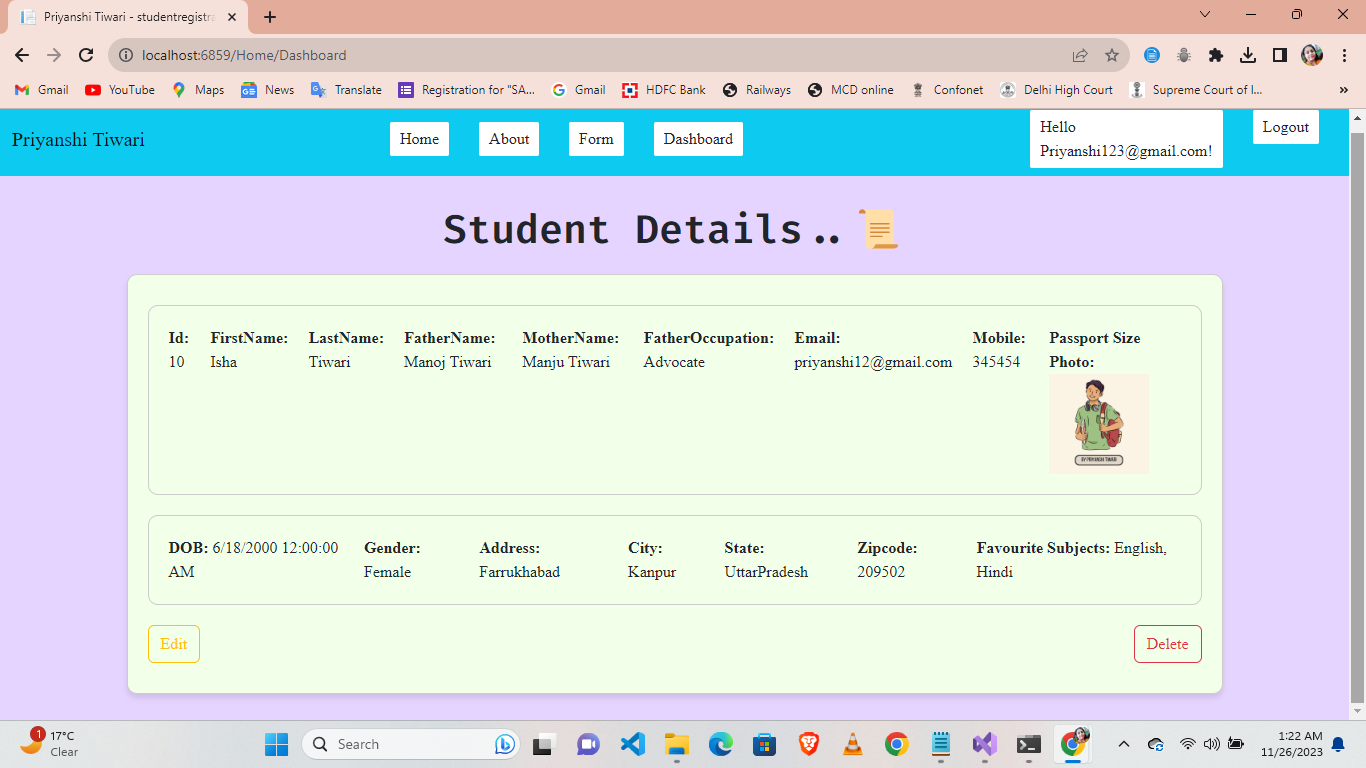 Priyanshi Tiwari - studentregistra
localhost:6859/Home/Dashboard
Gmail YouTube Maps News Translate Registration for "SA... Gmail HDFC Bank Railways MCD online Confonet Delhi High Court Supreme Court of I... »
Priyanshi Tiwari Home About Form Dashboard Hello Logout
Priyanshi123@gmail.com!
Student Details..
Id: FirstName: LastName: FatherName: MotherName: FatherOccupation: Email: Mobile: Passport Size
10 Isha Tiwari Manoj Tiwari Manju Tiwari Advocate priyanshi12@gmail.com 345454 Photo:
BY PRIYANSHI TIWARI
DOB: 6/18/2000 12:00:00 Gender: Address: City: State: Zipcode: Favourite Subjects: English,
AM Female Farrukhabad Kanpur UttarPradesh 209502 Hindi
Edit Delete
1 17°C
Clear
Search
1:22 AM
11/26/2023